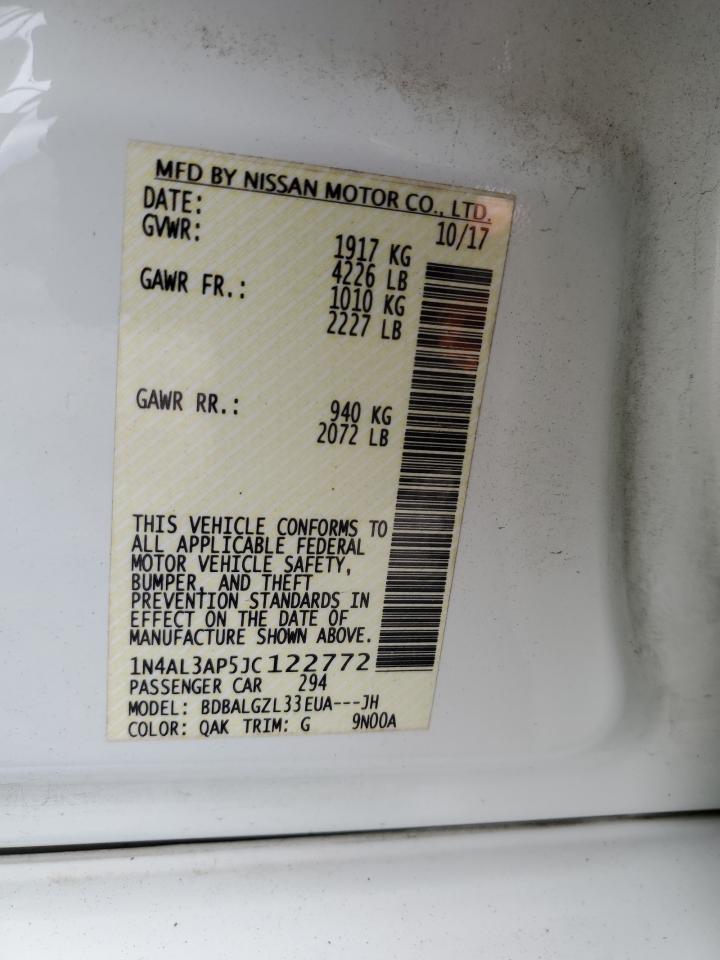 MFD BY NISSAN MOTOR CO., LTD.
DATE: 10/17
GVWR: 1917 KG
4226 LB
GAWR FR.: 1010 KG
2227 LB
GAWR RR.: 940 KG
2072 LB
THIS VEHICLE CONFORMS TO
ALL APPLICABLE FEDERAL
MOTOR VEHICLE SAFETY,
BUMPER, AND THEFT
PREVENTION STANDARDS IN
EFFECT ON THE DATE OF
MANUFACTURE SHOWN ABOVE.
1N4AL3AP5JC122772
PASSENGER CAR 294
MODEL: BDBALGZL33EUA---JH
COLOR: QAK TRIM: G 9N00A